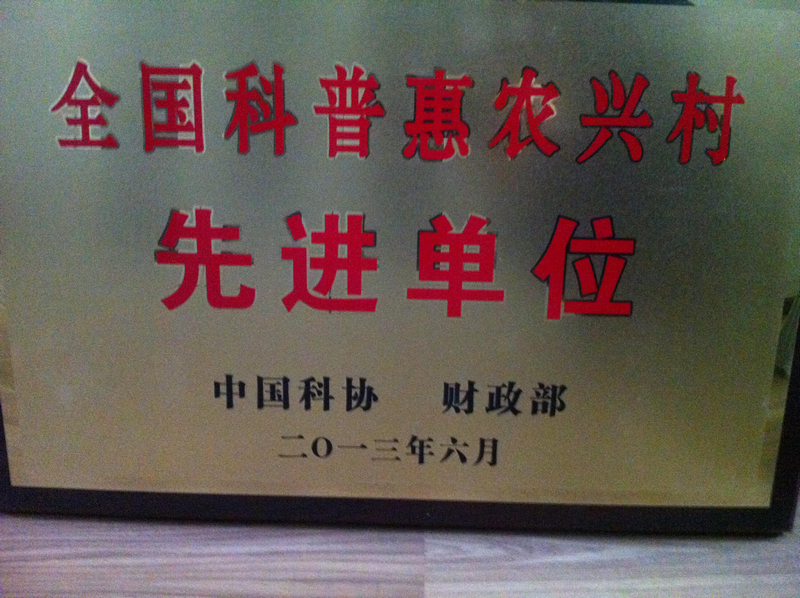 全国科普惠农兴村
先进单位
中国科协 财政部
二〇一三年六月